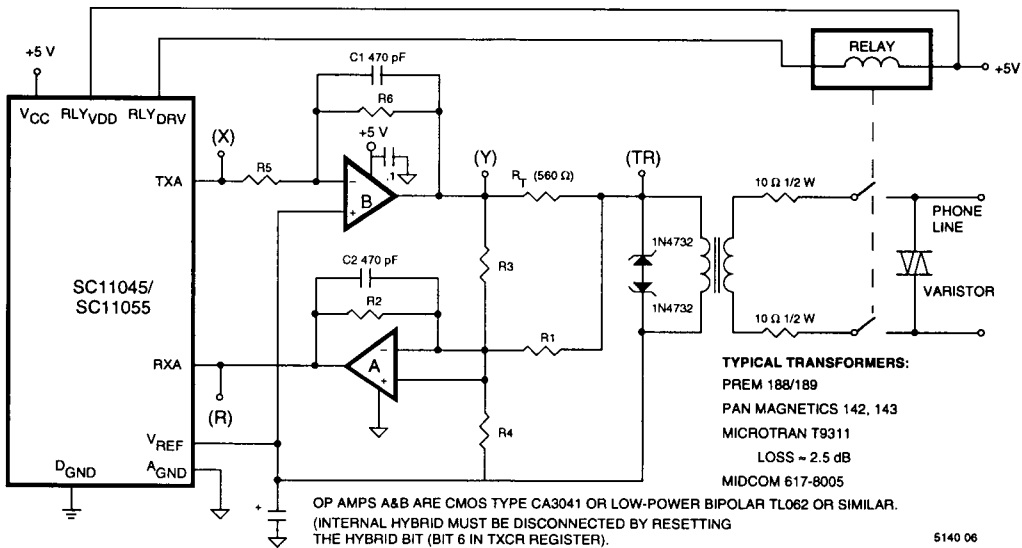 RELAY
+5V
+5 V
C1 470 pF
VCC RLYVDD RLYDRV
R6
(X)
+5 V
(Y)
(TR)
.1
RT (560 Ω)
10 Ω 1/2 W
TXA
R5
−
B
+
PHONE
LINE
1N4732
C2 470 pF
R3
SC11045/
SC11055
R2
1N4732
VARISTOR
10 Ω 1/2 W
R1
−
A
+
RXA
TYPICAL TRANSFORMERS:
PREM 188/189
(R)
PAN MAGNETICS 142, 143
R4
MICROTRAN T9311
VREF
LOSS ≈ 2.5 dB
DGND AGND
MIDCOM 617-8005
+
OP AMPS A&B ARE CMOS TYPE CA3041 OR LOW-POWER BIPOLAR TL062 OR SIMILAR.
(INTERNAL HYBRID MUST BE DISCONNECTED BY RESETTING
THE HYBRID BIT (BIT 6 IN TXCR REGISTER).
5140 06